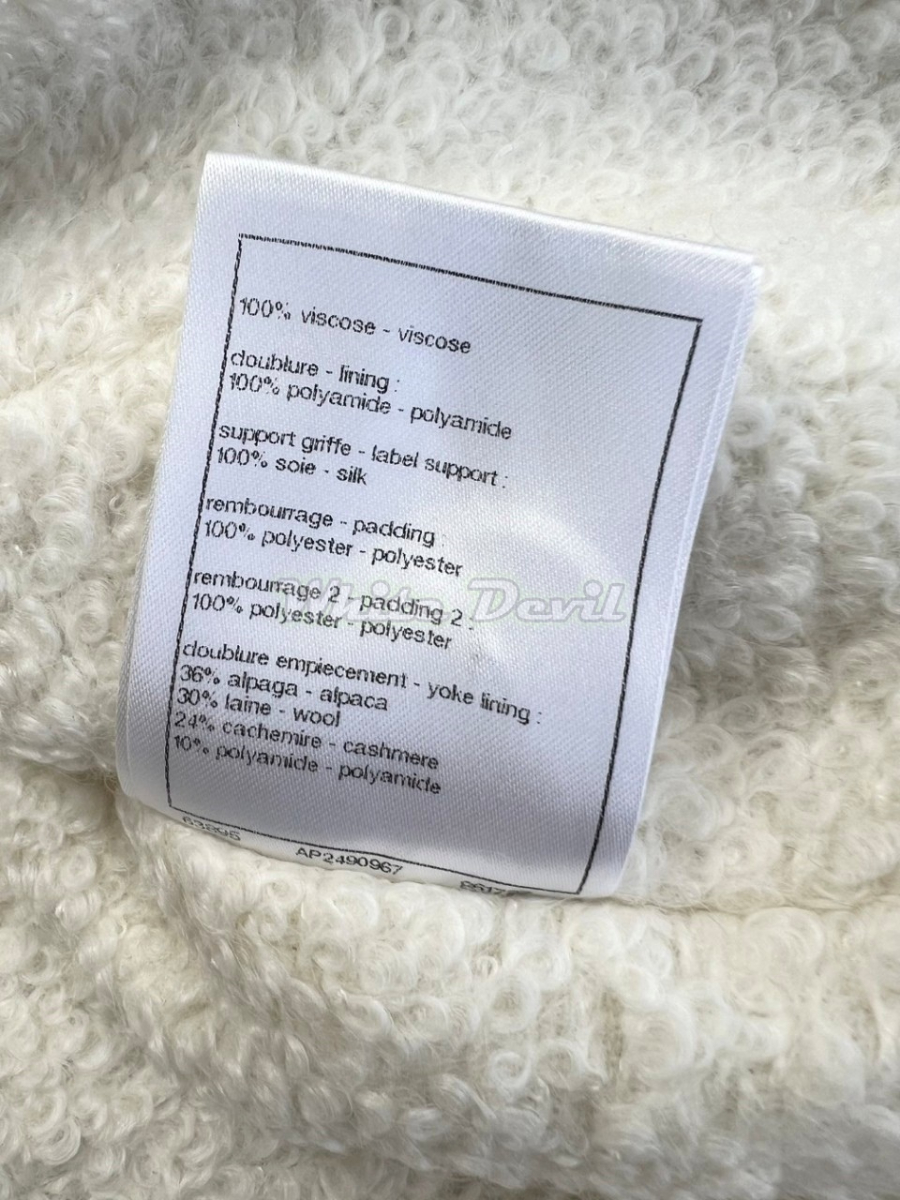 100% viscose - viscose
doublure - lining :
100% polyamide - polyamide
support griffe - label support :
100% soie - silk
rembourrage - padding
100% polyester - polyester
rembourrage 2 - padding 2 :
100% polyester - polyester
White Devil
doublure empiecement - yoke lining :
36% alpaga - alpaca
30% laine - wool
24% cachemire - cashmere
10% polyamide - polyamide
AP2490967